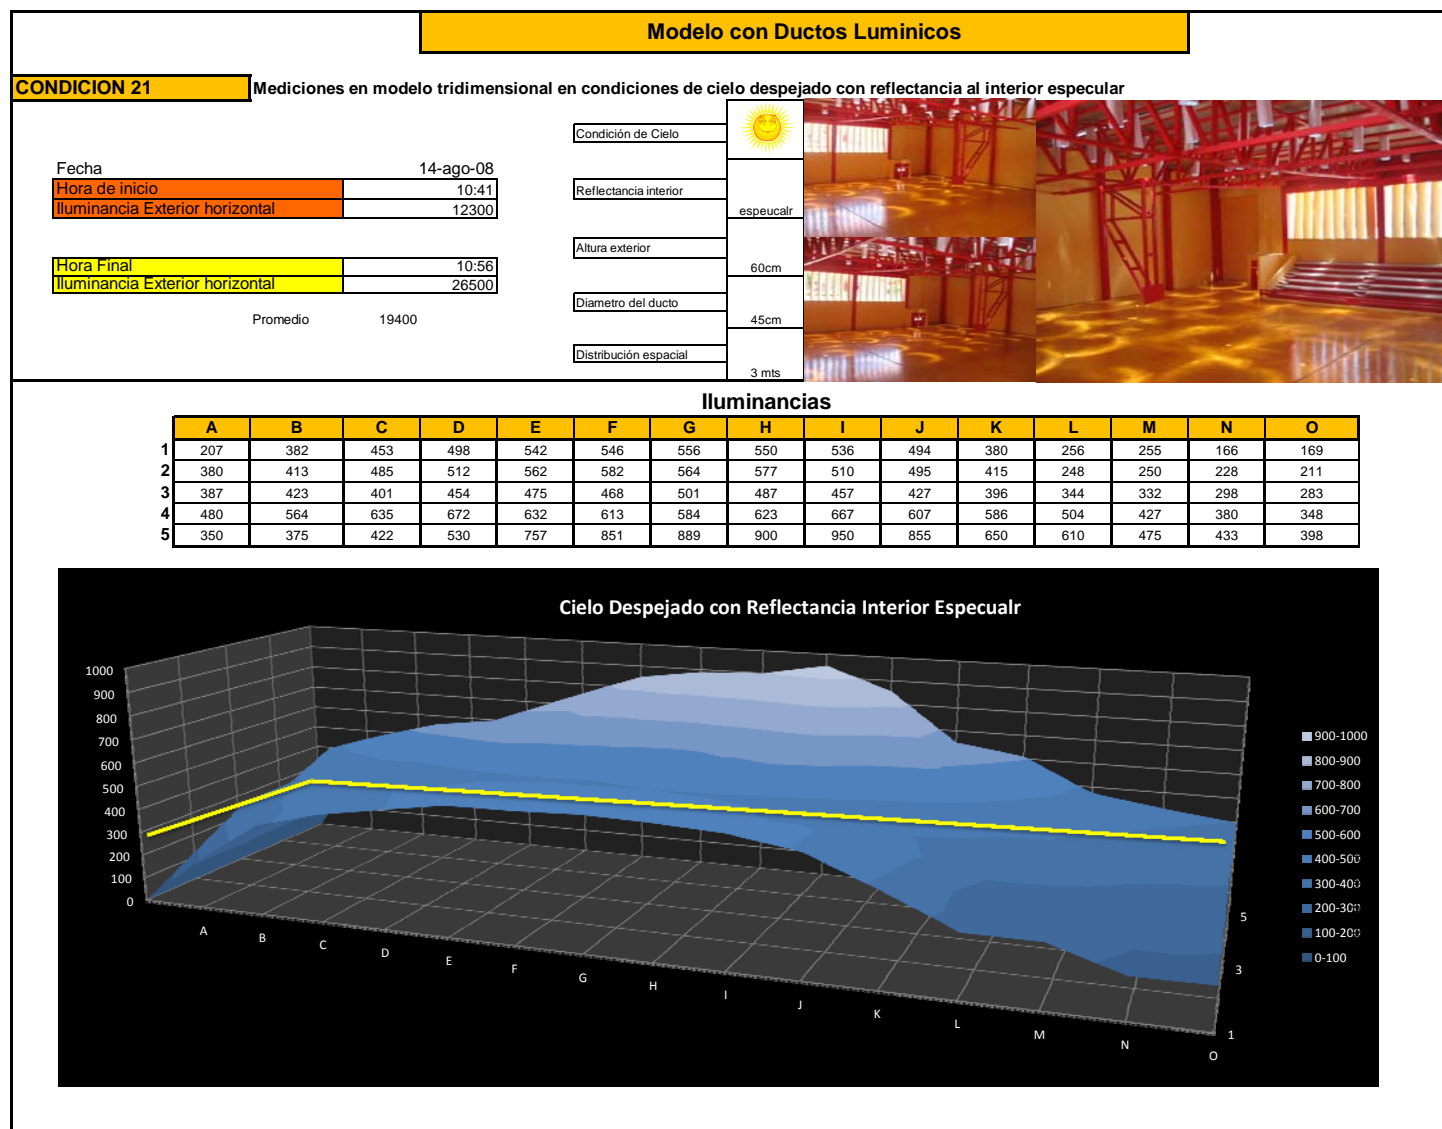 Modelo con Ductos Luminicos
CONDICION 21 Mediciones en modelo tridimensional en condiciones de cielo despejado con reflectancia al interior especular
Condición de Cielo
Fecha 14-ago-08
Hora de inicio 10:41
Iluminancia Exterior horizontal 12300
Reflectancia interior
espeucalr
Altura exterior
60cm
Hora Final 10:56
Iluminancia Exterior horizontal 26500
Diametro del ducto
45cm
Promedio 19400
Distribución espacial
3 mts
Iluminancias
A B C D E F G H I J K L M N O
1 207 382 453 498 542 546 556 550 536 494 380 256 255 166 169
2 380 413 485 512 562 582 564 577 510 495 415 248 250 228 211
3 387 423 401 454 475 468 501 487 457 427 396 344 332 298 283
4 480 564 635 672 632 613 584 623 667 607 586 504 427 380 348
5 350 375 422 530 757 851 889 900 950 855 650 610 475 433 398
Cielo Despejado con Reflectancia Interior Especualr
1000
900
800
700
600
500
400
300
200
100
0
A B C D E F G H I J K L M N O
1
3
5
900-1000
800-900
700-800
600-700
500-600
400-500
300-400
200-300
100-200
0-100